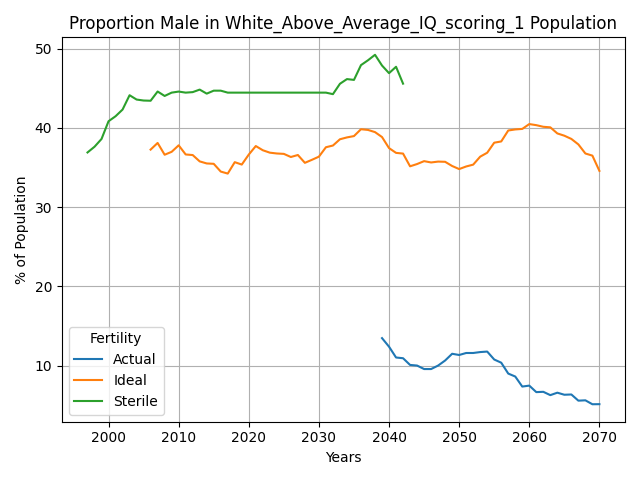 Proportion Male in White_Above_Average_IQ_scoring_1 Population
50
40
30
20
10
% of Population
Fertility
Actual
Ideal
Sterile
2000 2010 2020 2030 2040 2050 2060 2070
Years